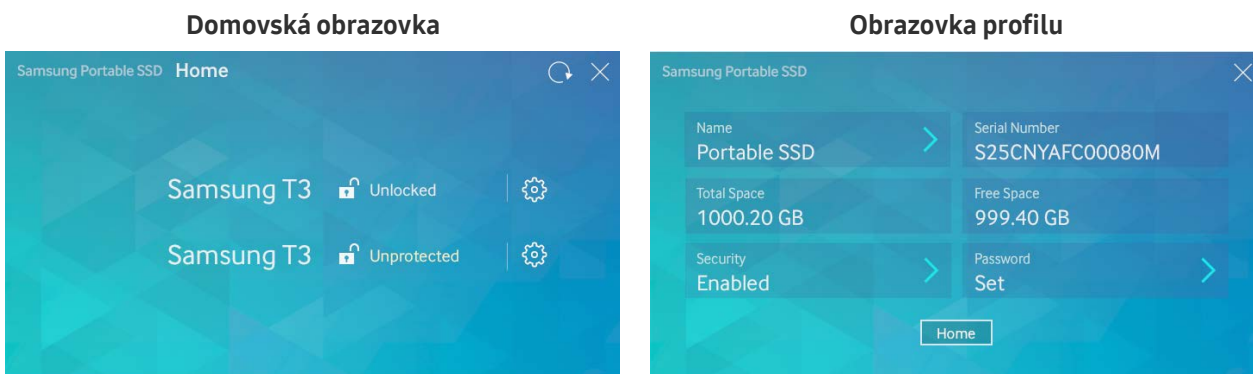 Domovská obrazovka
Samsung Portable SSD Home
Samsung T3 Unlocked
Samsung T3 Unprotected
Obrazovka profilu
Samsung Portable SSD
Name
Portable SSD
Serial Number
S25CNYAFC00080M
Total Space
1000.20 GB
Free Space
999.40 GB
Security
Enabled
Password
Set
Home